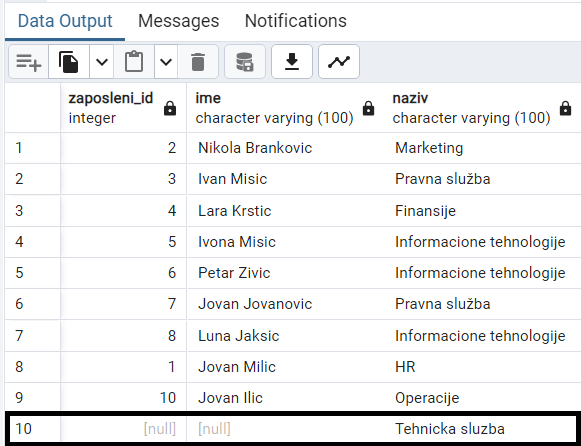 Data Output Messages Notifications
zaposleni_id ime naziv
integer character varying (100) character varying (100)
1 2 Nikola Brankovic Marketing
2 3 Ivan Misic Pravna služba
3 4 Lara Krstic Finansije
4 5 Ivona Misic Informacione tehnologije
5 6 Petar Zivic Informacione tehnologije
6 7 Jovan Jovanovic Pravna služba
7 8 Luna Jaksic Informacione tehnologije
8 1 Jovan Milic HR
9 10 Jovan Ilic Operacije
10 [null] [null] Tehnicka sluzba